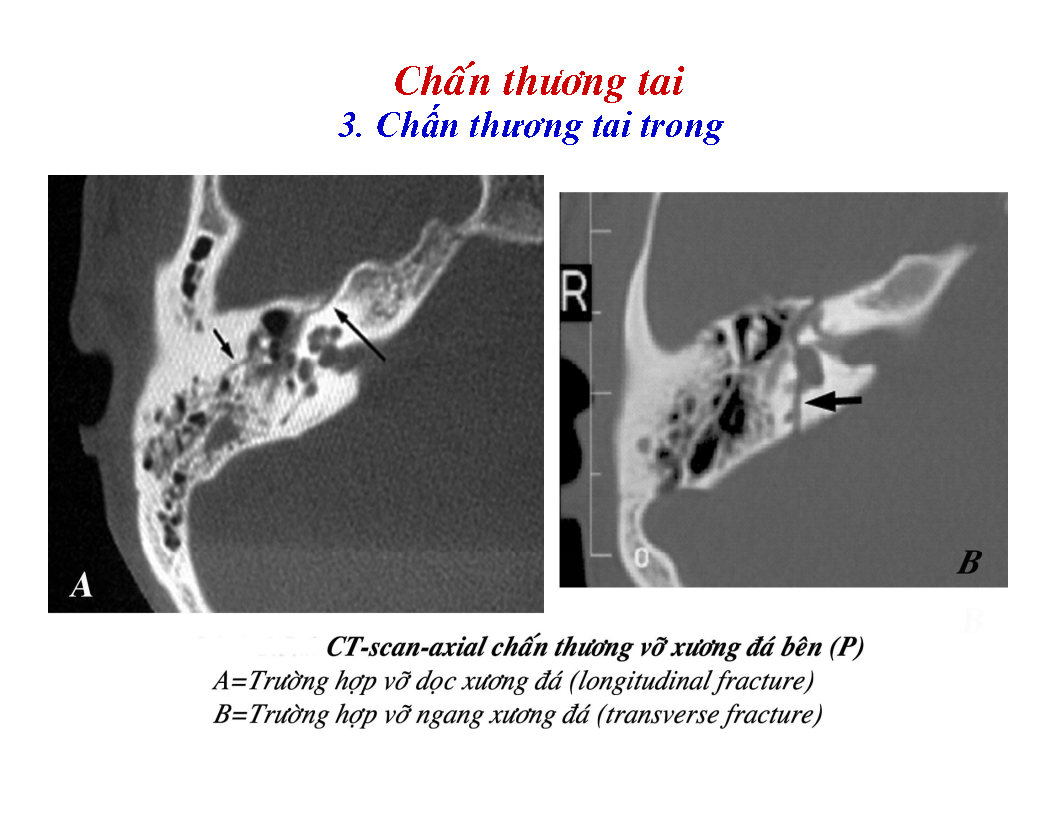 Chấn thương tai
3. Chấn thương tai trong
R
O
A
B
CT-scan-axial chấn thương vỡ xương đá bên (P)
A=Trường hợp vỡ dọc xương đá (longitudinal fracture)
B=Trường hợp vỡ ngang xương đá (transverse fracture)